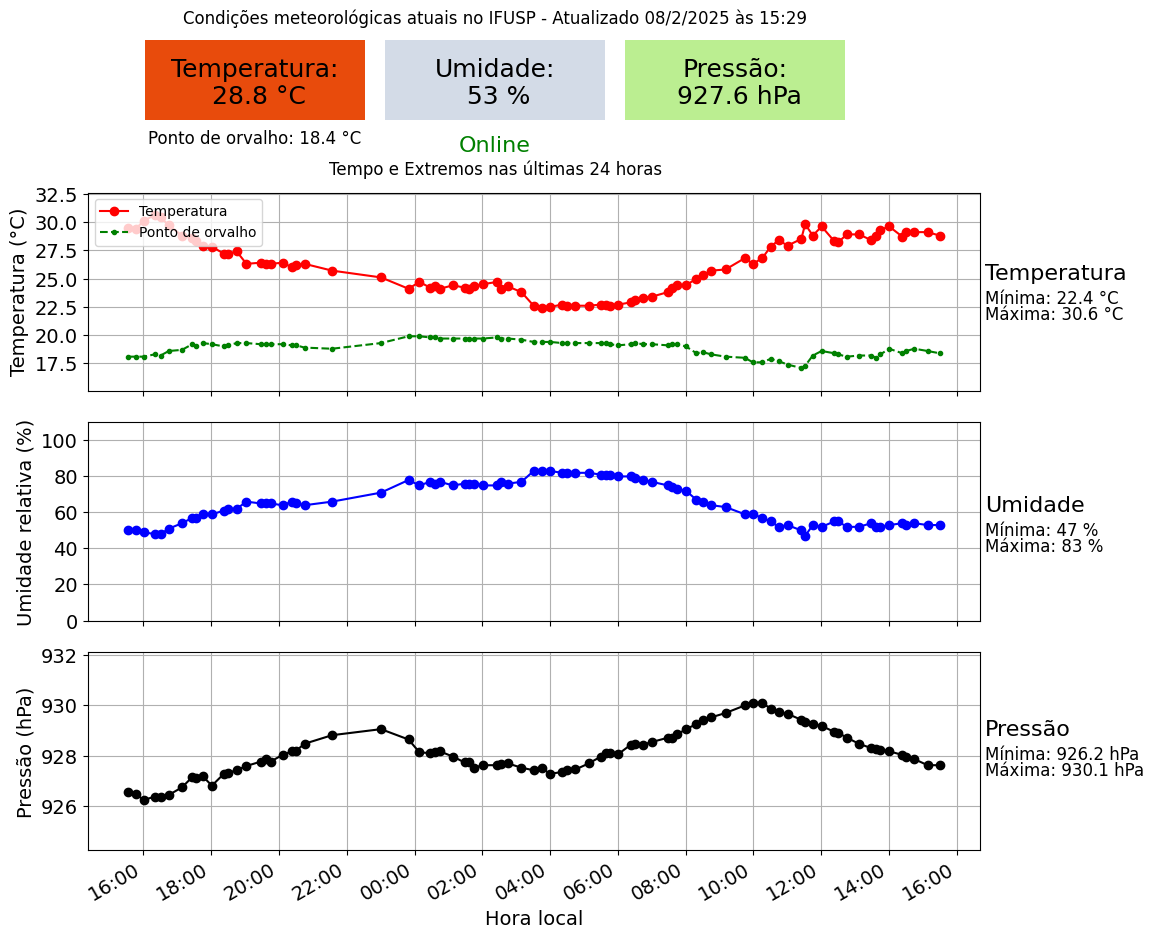 Condições meteorológicas atuais no IFUSP - Atualizado 08/2/2025 às 15:29
Temperatura:
28.8 °C
Umidade:
53 %
Pressão:
927.6 hPa
Ponto de orvalho: 18.4 °C
Online
Tempo e Extremos nas últimas 24 horas
Temperatura (°C)
32.5
30.0
27.5
25.0
22.5
20.0
17.5
Temperatura
Ponto de orvalho
Temperatura
Mínima: 22.4 °C
Máxima: 30.6 °C
Umidade relativa (%)
100
80
60
40
20
0
Umidade
Mínima: 47 %
Máxima: 83 %
Pressão (hPa)
932
930
928
926
Pressão
Mínima: 926.2 hPa
Máxima: 930.1 hPa
16:00
18:00
20:00
22:00
00:00
02:00
04:00
06:00
08:00
10:00
12:00
14:00
16:00
Hora local